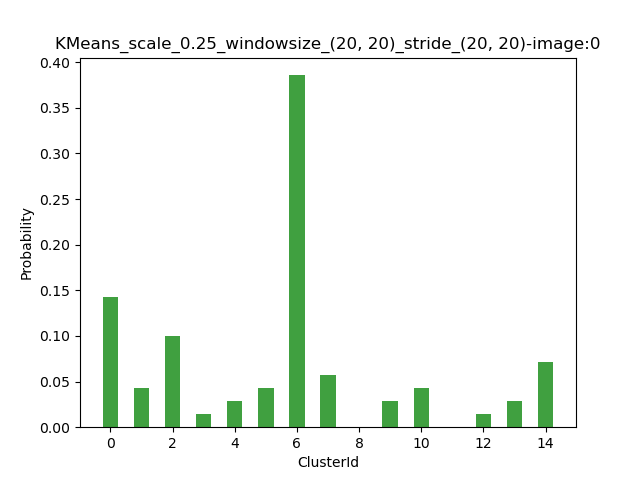 KMeans_scale_0.25_windowsize_(20, 20)_stride_(20, 20)-image:0
0.40
0.35
0.30
0.25
0.20
0.15
0.10
0.05
0.00
Probability
0 2 4 6 8 10 12 14
ClusterId